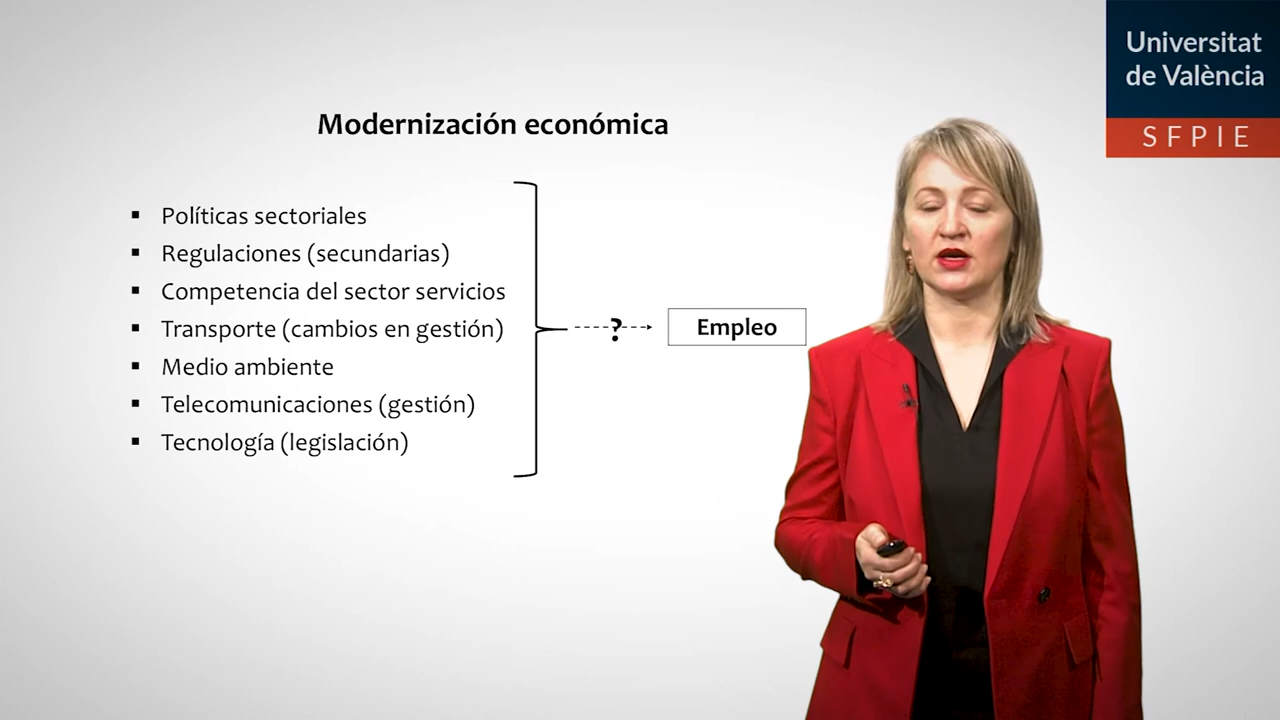 Universitat
de València
SFPIE
Modernización económica
▪ Políticas sectoriales
▪ Regulaciones (secundarias)
▪ Competencia del sector servicios
▪ Transporte (cambios en gestión)
▪ Medio ambiente
▪ Telecomunicaciones (gestión)
▪ Tecnología (legislación)
?
Empleo